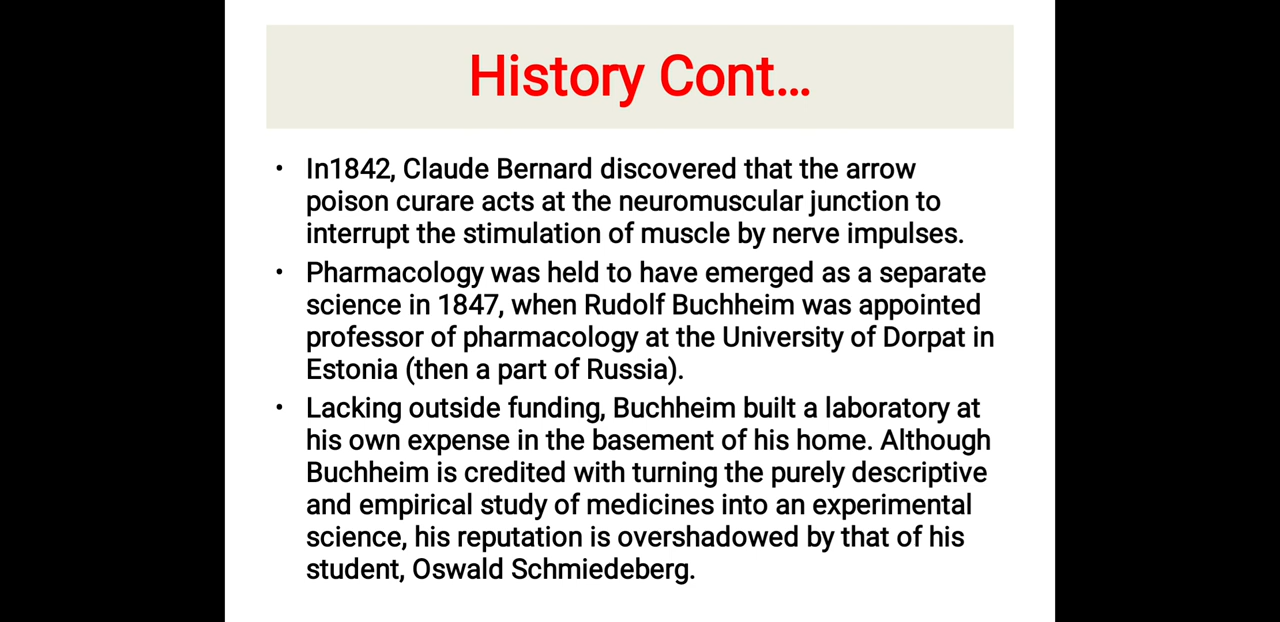 History Cont...
• In1842, Claude Bernard discovered that the arrow
poison curare acts at the neuromuscular junction to
interrupt the stimulation of muscle by nerve impulses.
• Pharmacology was held to have emerged as a separate
science in 1847, when Rudolf Buchheim was appointed
professor of pharmacology at the University of Dorpat in
Estonia (then a part of Russia).
• Lacking outside funding, Buchheim built a laboratory at
his own expense in the basement of his home. Although
Buchheim is credited with turning the purely descriptive
and empirical study of medicines into an experimental
science, his reputation is overshadowed by that of his
student, Oswald Schmiedeberg.